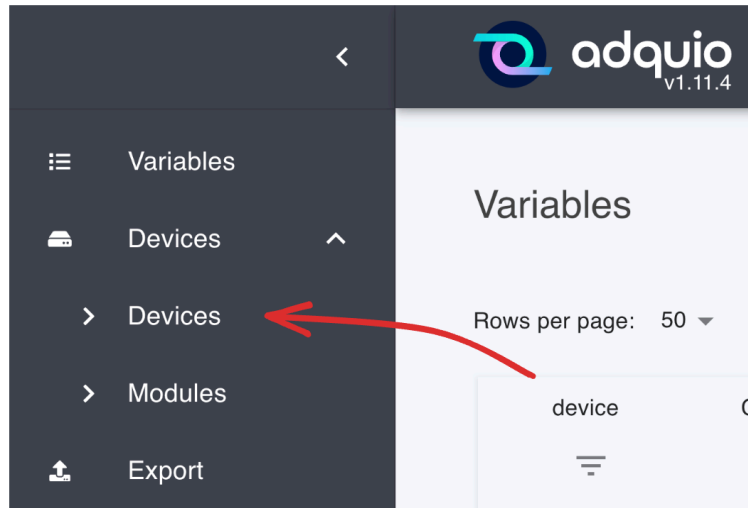 adquio
v1.11.4
Variables
Devices
Devices
Modules
Export
Variables
Rows per page: 50
device